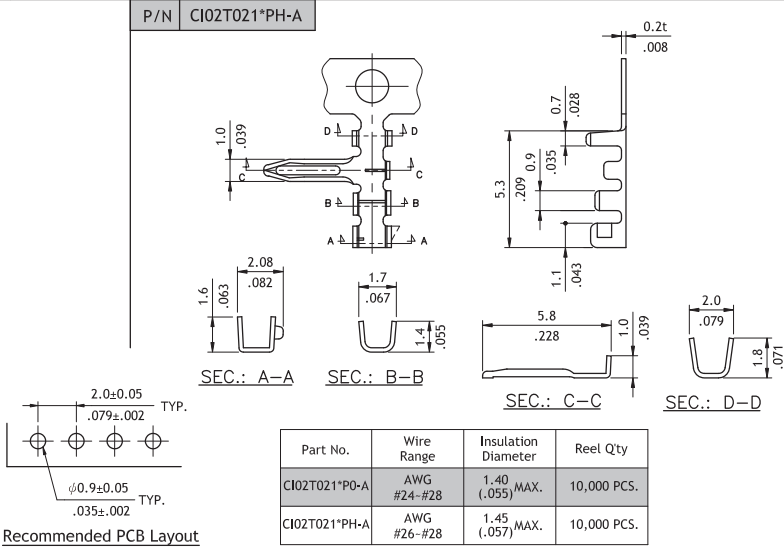 P/N CI02T021*PH-A
0.2t
.008
D D
1.0
.039
C C
B B
A A
0.7
.028
0.9
.035
5.3
.209
1.1
.043
2.08
.082
1.6
.063
SEC.: A-A
1.7
.067
1.4
.055
SEC.: B-B
5.8
.228
1.0
.039
SEC.: C-C
2.0
.079
1.8
.071
SEC.: D-D
2.0±0.05
.079±.002
TYP.
ϕ0.9±0.05
.035±.002
TYP.
Recommended PCB Layout
Part No. Wire Range Insulation Diameter Reel Q'ty
CI02T021*P0-A AWG #24~#28 1.40 (.055) MAX. 10,000 PCS.
CI02T021*PH-A AWG #26~#28 1.45 (.057) MAX. 10,000 PCS.